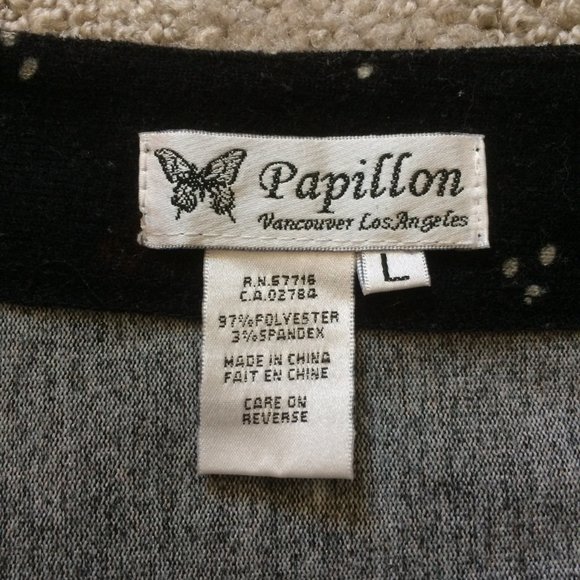 Papillon
Vancouver Los Angeles
L
R.N.57716
C.A.02784
97%POLYESTER
3%SPANDEX
MADE IN CHINA
FAIT EN CHINE
CARE ON
REVERSE